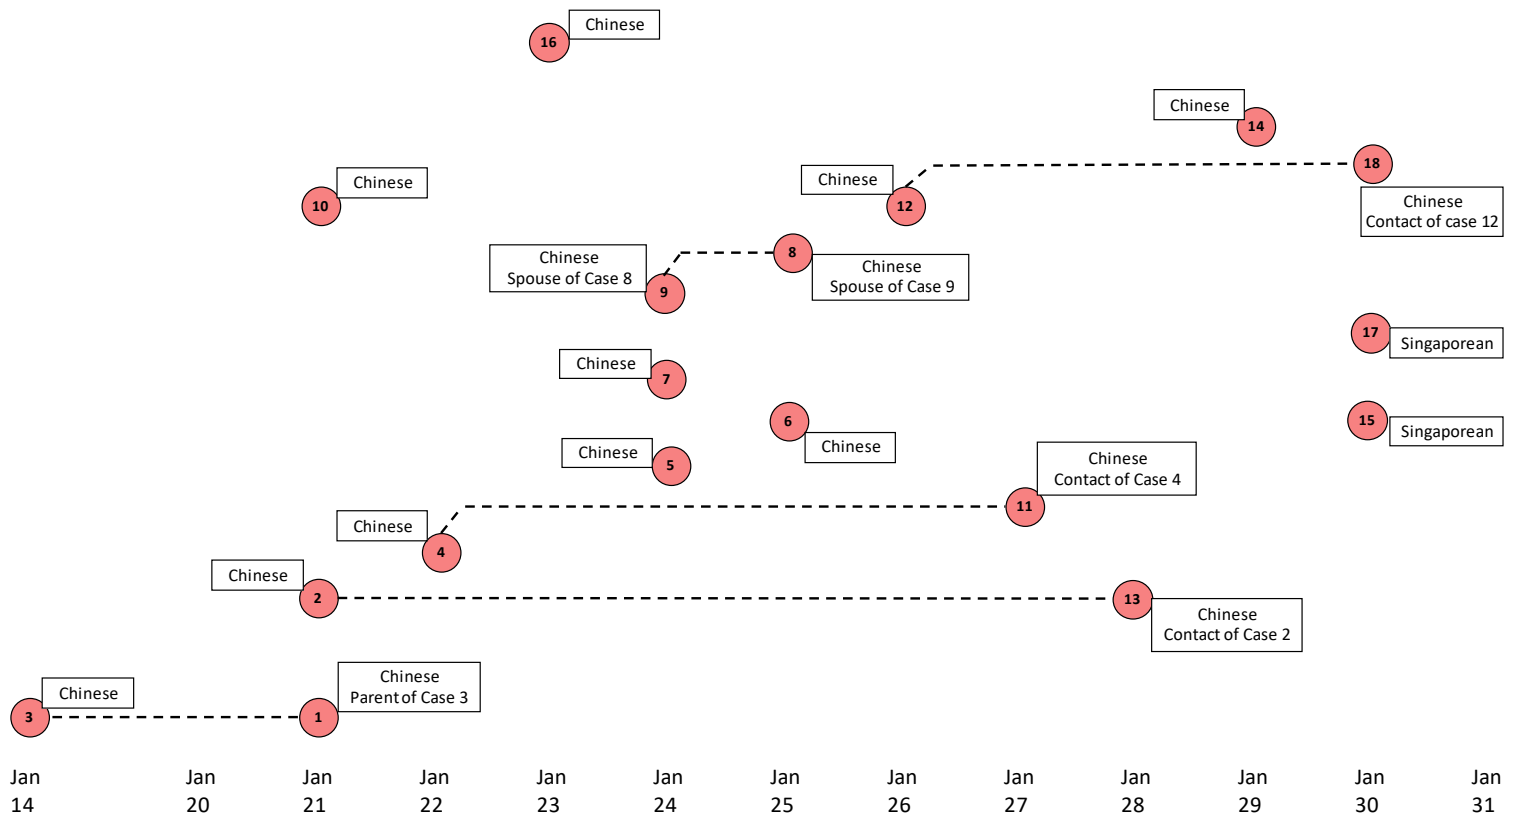 Chinese
16
Chinese
14
Chinese
10
Chinese
12
18
Chinese
Contact of case 12
Chinese
Spouse of Case 8
9
8
Chinese
Spouse of Case 9
17
Singaporean
Chinese
7
6
Chinese
15
Singaporean
Chinese
5
Chinese
Contact of Case 4
11
Chinese
4
Chinese
2
13
Chinese
Contact of Case 2
Chinese
Parent of Case 3
Chinese
3
1
Jan
14
Jan
20
Jan
21
Jan
22
Jan
23
Jan
24
Jan
25
Jan
26
Jan
27
Jan
28
Jan
29
Jan
30
Jan
31